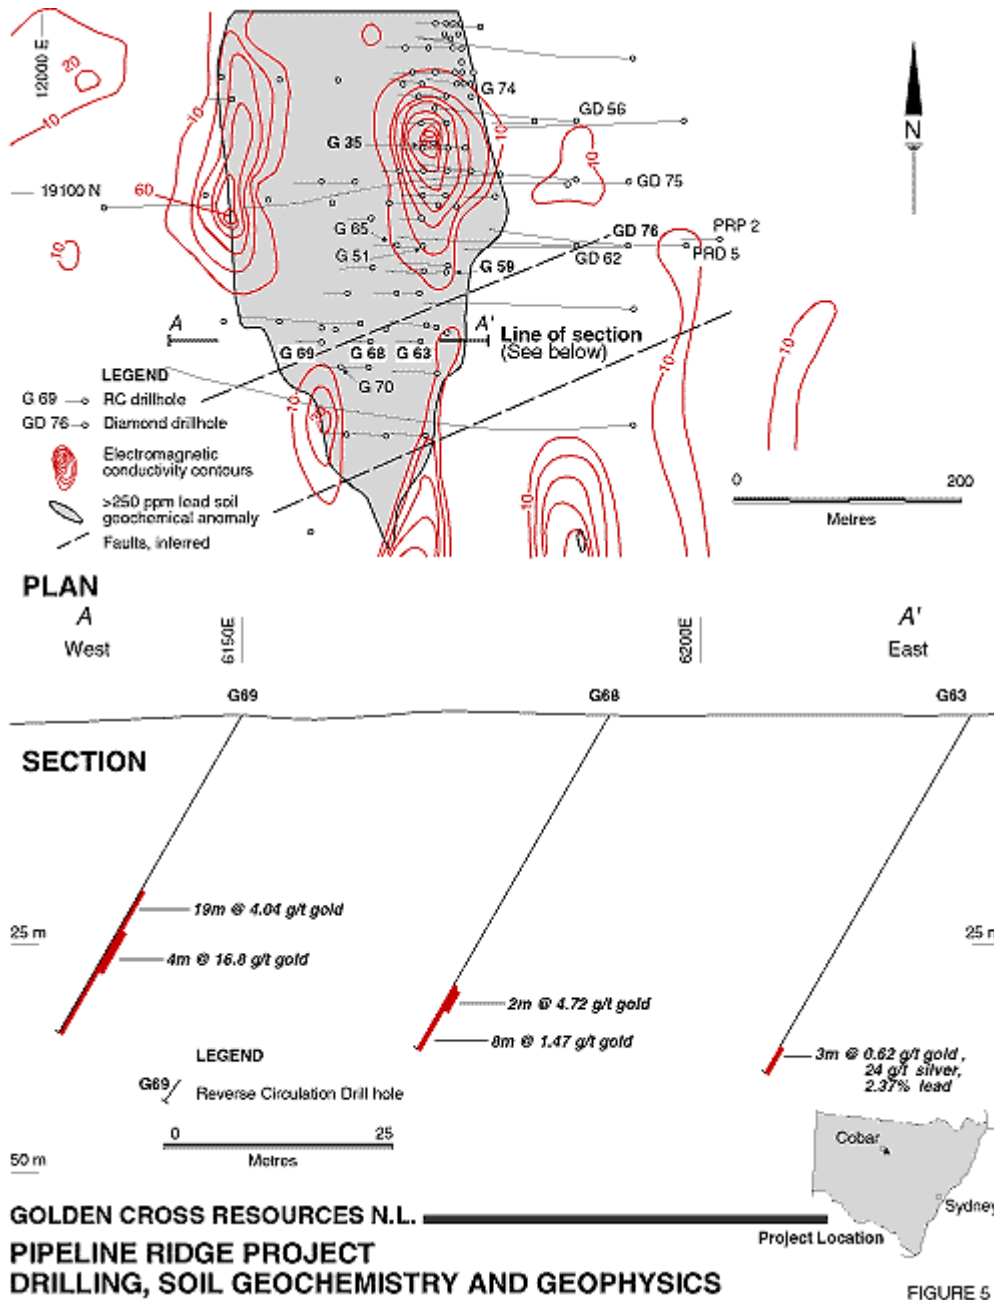 12000 E
20
10
G 74
GD 56
10
G 35
10
N
19100 N
60
GD 75
G 65
GD 76
PRP 2
10
G 51
GD 62
PRD 5
G 59
A
A'
Line of section
(See below)
10
10
G 69
G 68
G 63
LEGEND
G 70
G 69
RC drillhole
10
GD 76
Diamond drillhole
Electromagnetic
conductivity contours
0
200
10
>250 ppm lead soil
geochemical anomaly
Metres
Faults, inferred
PLAN
A
6150E
6200E
A'
West
East
G69
G68
G63
SECTION
19m @ 4.04 g/t gold
25 m
25 m
4m @ 16.8 g/t gold
2m @ 4.72 g/t gold
8m @ 1.47 g/t gold
LEGEND
3m @ 0.62 g/t gold ,
24 g/t silver,
2.37% lead
G69
Reverse Circulation Drill hole
0
25
Cobar
Metres
50 m
Sydney
GOLDEN CROSS RESOURCES N.L.
Project Location
PIPELINE RIDGE PROJECT
DRILLING, SOIL GEOCHEMISTRY AND GEOPHYSICS
FIGURE 5